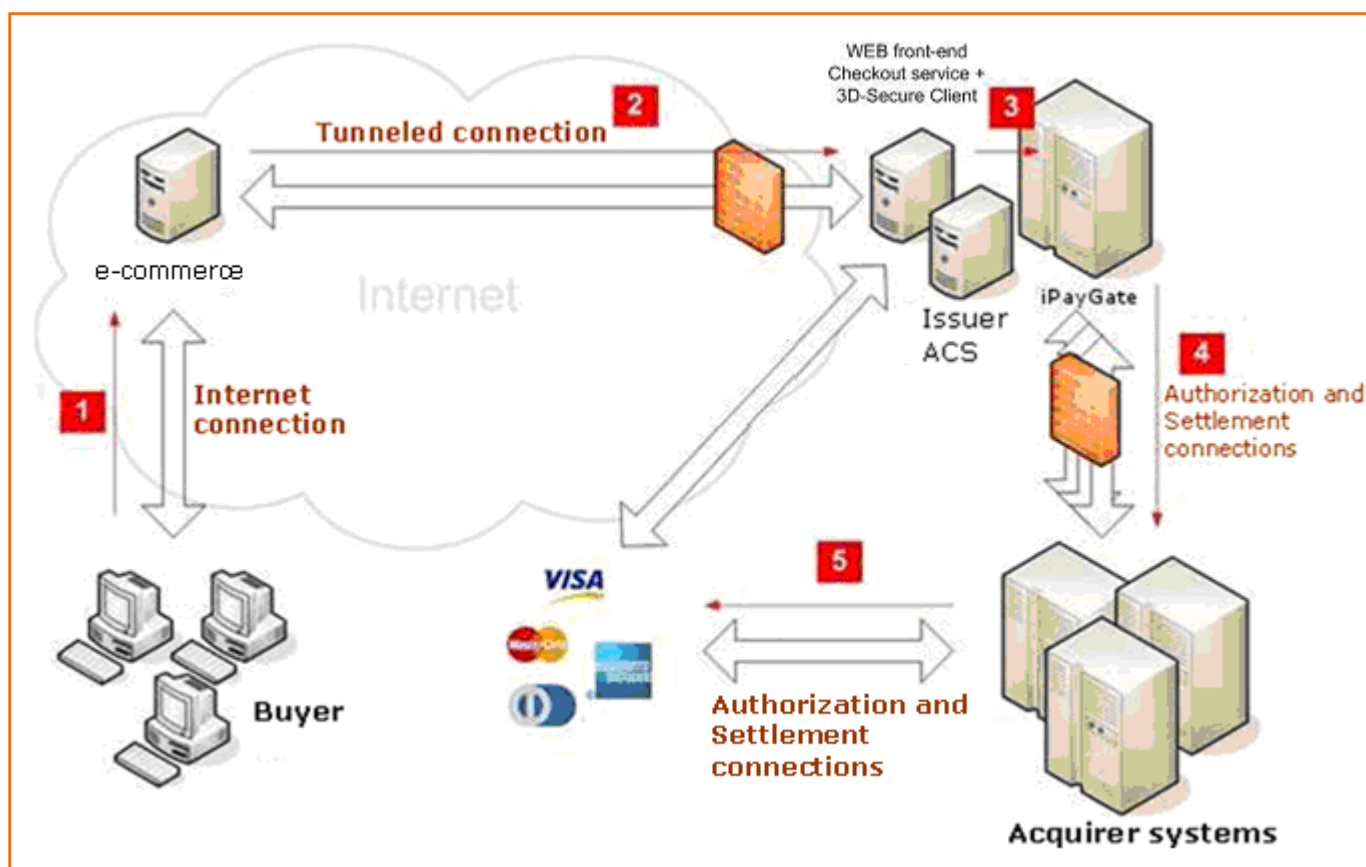 WEB front-end
Checkout service +
3D-Secure Client
2
3
Tunneled connection
e-commerce
Internet
iPayGate
Issuer
ACS
1
Internet
connection
4
Authorization and
Settlement
connections
5
VISA
MasterCard
Buyer
Authorization and
Settlement
connections
Acquirer systems